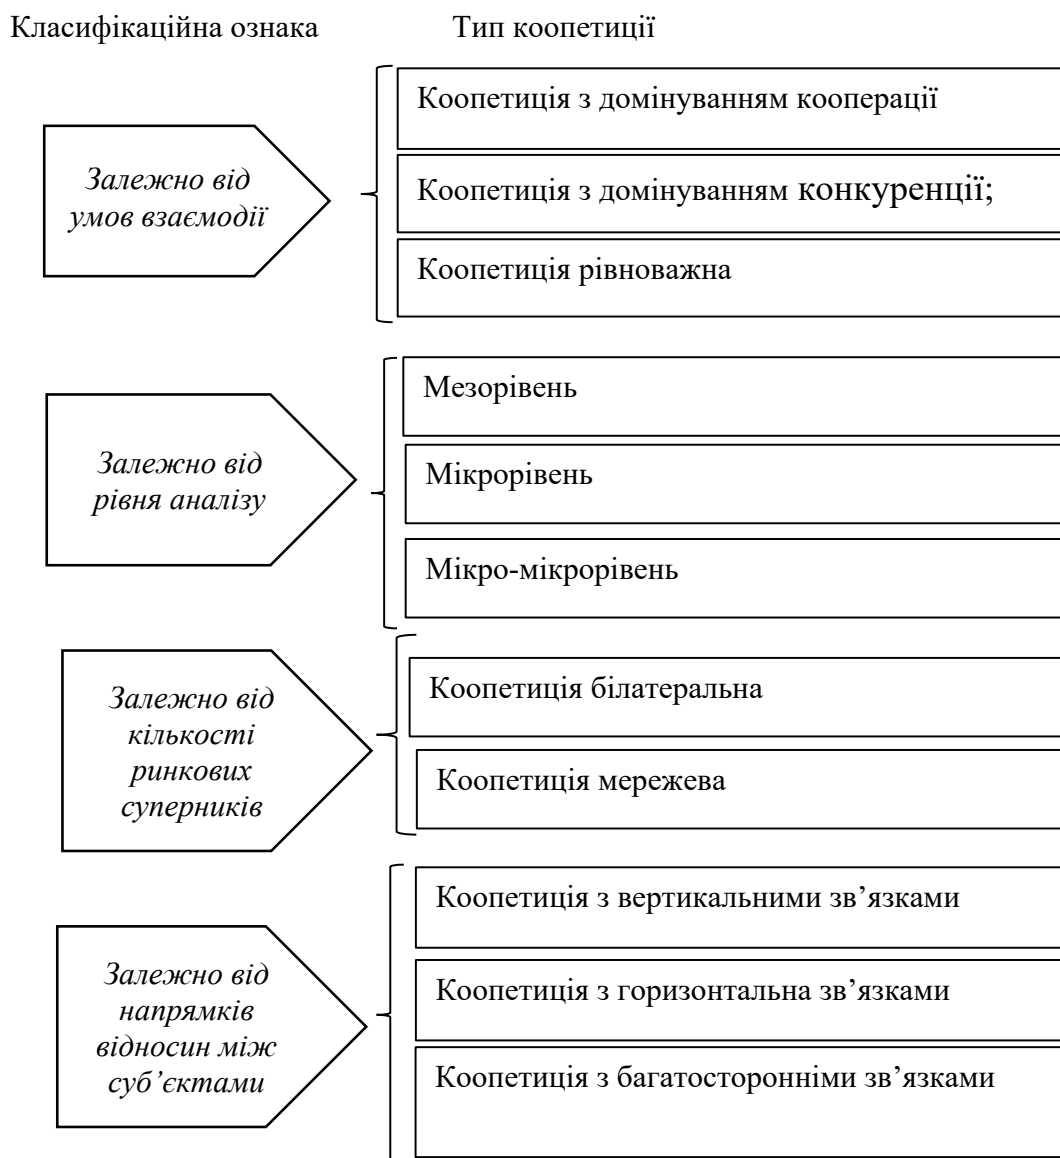 Класифікаційна ознака Тип коопетиції
Залежно від
умов взаємодії
Коопетиція з домінуванням кооперації
Коопетиція з домінуванням конкуренції;
Коопетиція рівноважна
Залежно від
рівня аналізу
Мезорівень
Мікрорівень
Мікро-мікрорівень
Залежно від
кількості
ринкових
суперників
Коопетиція білатеральна
Коопетиція мережева
Залежно від
напрямків
відносин між
суб’єктами
Коопетиція з вертикальними зв’язками
Коопетиція з горизонтальна зв’язками
Коопетиція з багатосторонніми зв’язками